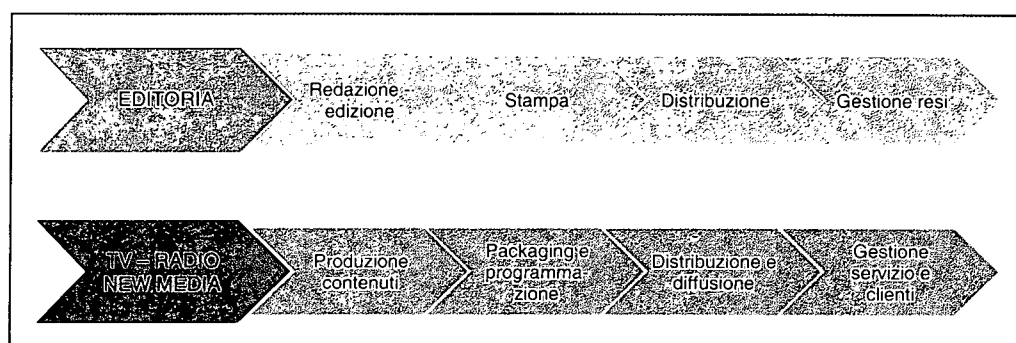 EDITORIA
Redazione -
edizione
Stampa
Distribuzione
Gestione resi
TV – RADIO
NEW MEDIA
Produzione
contenuti
Packaging e
programma
zione
Distribuzione e
diffusione
Gestione
servizio e
clienti